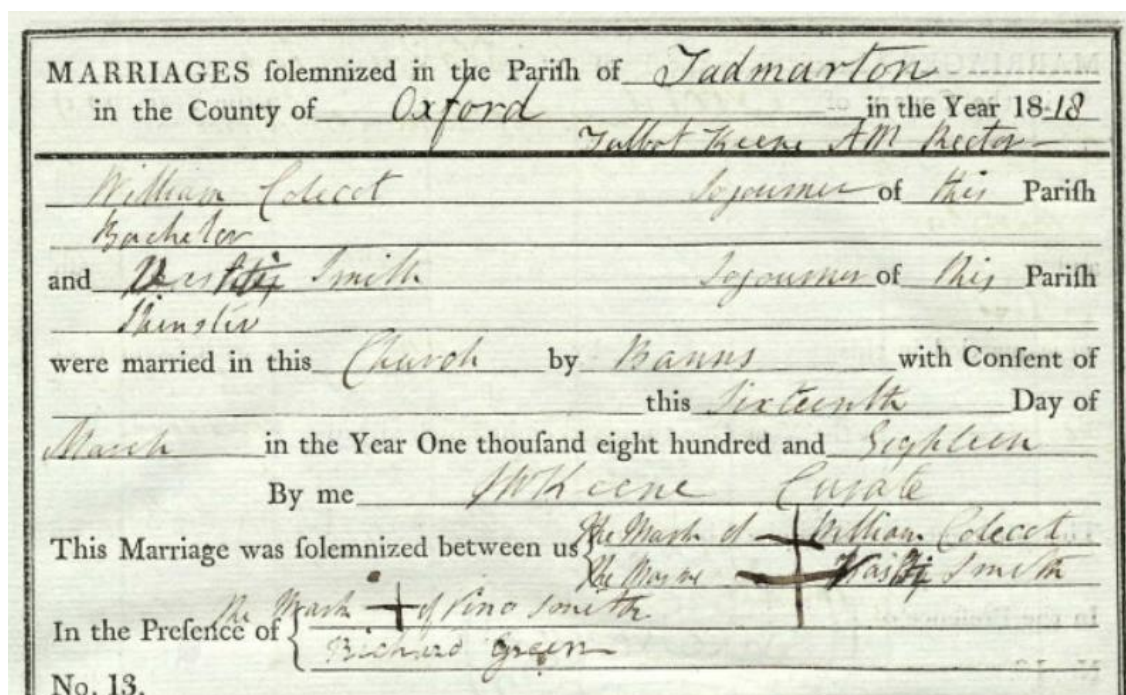 MARRIAGES ſolemnized in the Pariſh of Tadmarton
in the County of Oxford in the Year 18-18
Talbot Keene AM Rector
William Colecot Sojourner of this Pariſh
Bachelor
and Smith Sojourner of this Pariſh
Spinster
were married in this Church by Banns with Conſent of
this Sixteenth Day of
March in the Year One thouſand eight hundred and Eighteen
By me Keene Curate
This Marriage was ſolemnized between us The Mark of William Colecot
The Smith
In the Preſence of The Mark of Smith
Richard Green
No. 13.